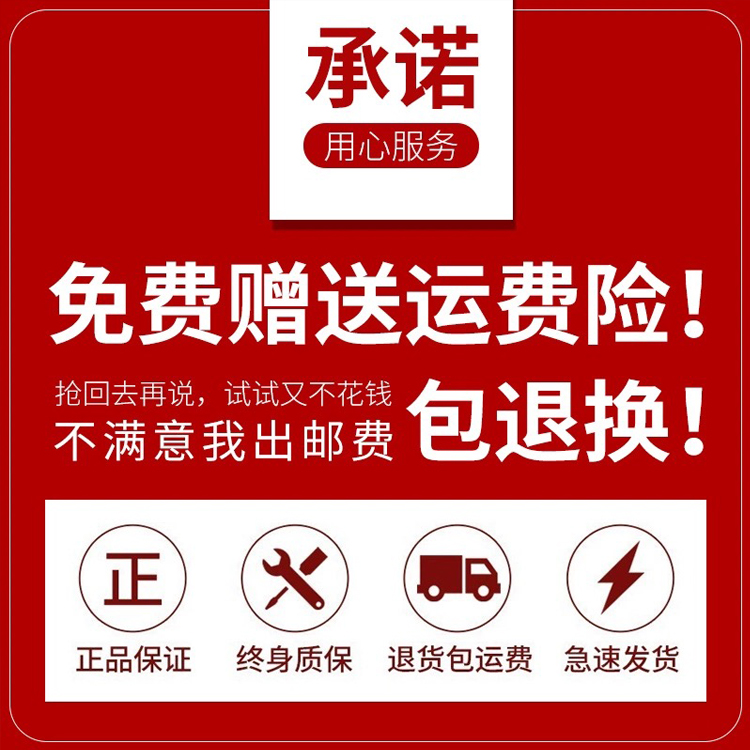 承诺
用心服务
免费赠送运费险！
抢回去再说，试试又不花钱
不满意我出邮费
包退换！
正
正品保证
终身质保
退货包运费
急速发货